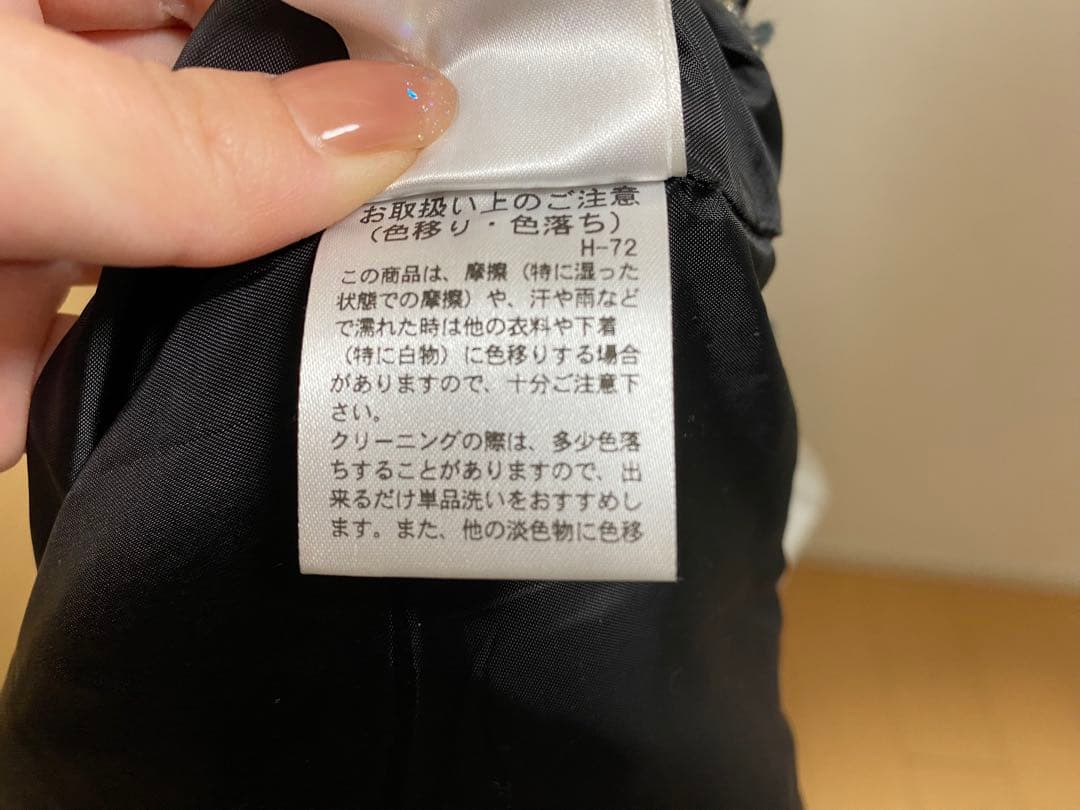 お取扱い上のご注意
(色移り・色落ち)
H-72
この商品は、摩擦（特に湿った
状態での摩擦）や、汗や雨など
で濡れた時は他の衣料や下着
（特に白物）に色移りする場合
がありますので、十分ご注意下
さい。
クリーニングの際は、多少色落
ちすることがありますので、出
来るだけ単品洗いをおすすめし
ます。また、他の淡色物に色移